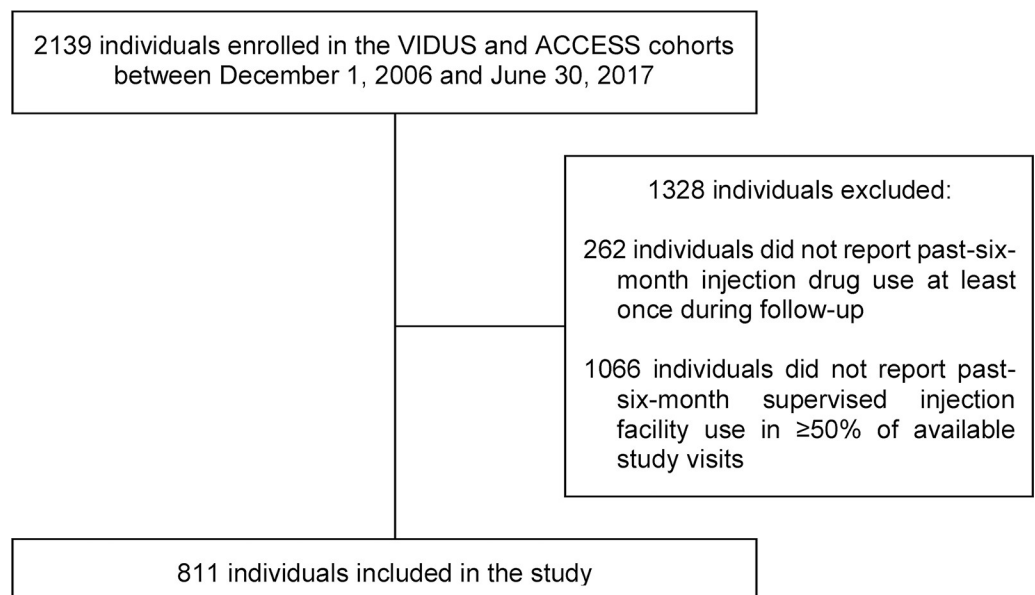 2139 individuals enrolled in the VIDUS and ACCESS cohorts
between December 1, 2006 and June 30, 2017
1328 individuals excluded:
262 individuals did not report past-six-
month injection drug use at least
once during follow-up
1066 individuals did not report past-
six-month supervised injection
facility use in ≥50% of available
study visits
811 individuals included in the study